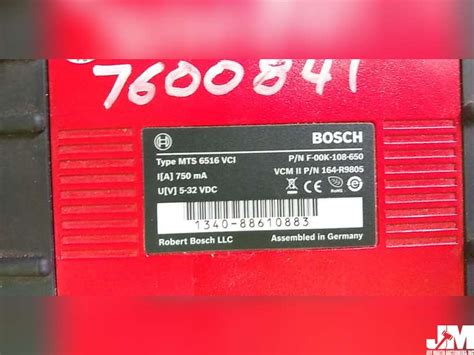 7600841
BOSCH
Type MTS 6516 VCI
P/N F-00K-108-650
I[A] 750 mA
VCM II P/N 164-R9805
U[V] 5-32 VDC
1340-88610883
Robert Bosch LLC
Assembled in Germany
JM